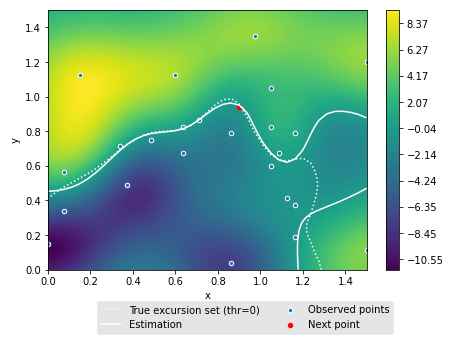 1.4
1.2
1.0
0.8
0.6
0.4
0.2
0.0
y
0.0 0.2 0.4 0.6 0.8 1.0 1.2 1.4
x
8.37
6.27
4.17
2.07
−0.04
−2.14
−4.24
−6.35
−8.45
−10.55
True excursion set (thr=0)
Estimation
Observed points
Next point